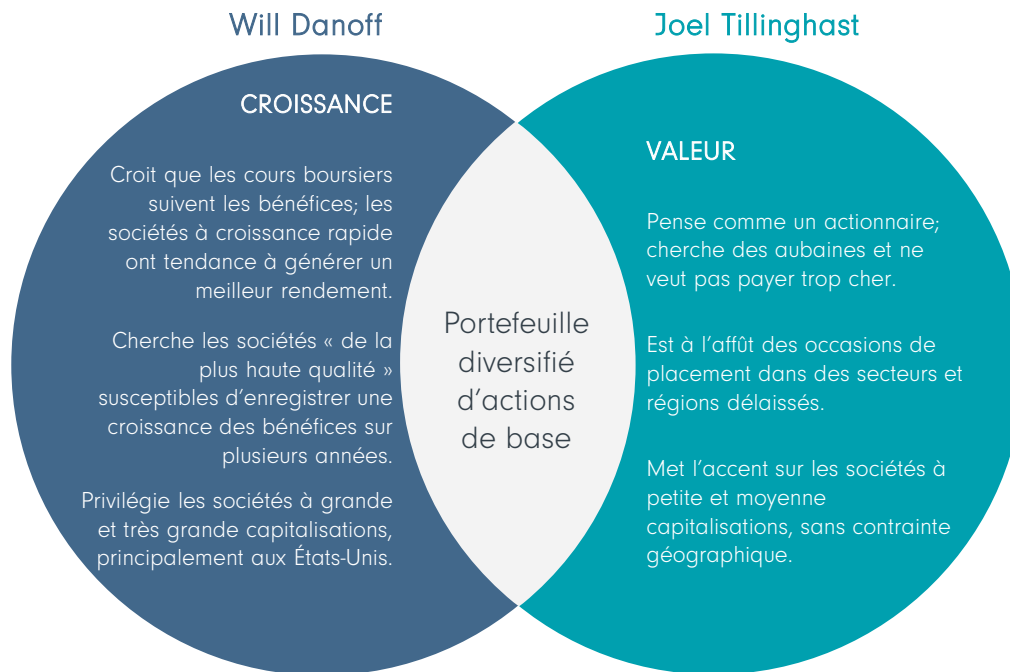 Will Danoff
CROISSANCE
Croit que les cours boursiers
suivent les bénéfices; les
sociétés à croissance rapide
ont tendance à générer un
meilleur rendement.
Cherche les sociétés « de la
plus haute qualité »
susceptibles d'enregistrer une
croissance des bénéfices sur
plusieurs années.
Privilégie les sociétés à grande
et très grande capitalisations,
principalement aux États-Unis.
Portefeuille
diversifié
d'actions
de base
Joel Tillinghast
VALEUR
Pense comme un actionnaire;
cherche des aubaines et ne
veut pas payer trop cher.
Est à l'affût des occasions de
placement dans des secteurs et
régions délaissés.
Met l'accent sur les sociétés à
petite et moyenne
capitalisations, sans contrainte
géographique.